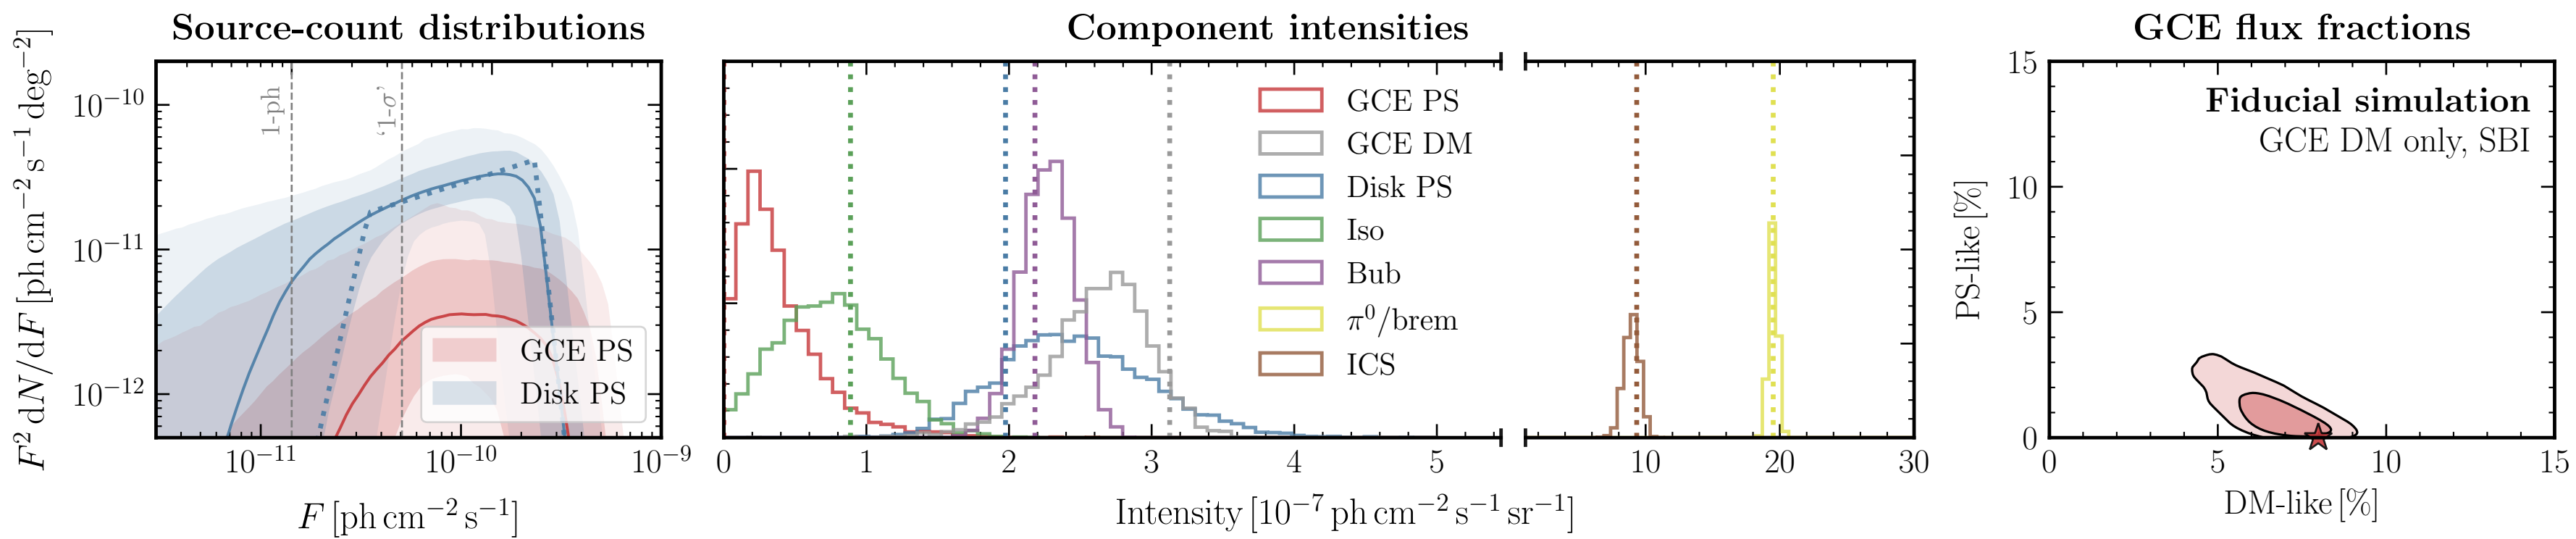 Source-count distributions
F² dN/dF [ph cm⁻² s⁻¹ deg⁻²]
10⁻¹⁰
10⁻¹¹
10⁻¹²
1-ph
‘1-σ’
GCE PS
Disk PS
10⁻¹¹
10⁻¹⁰
10⁻⁹
F [ph cm⁻² s⁻¹]
Component intensities
GCE PS
GCE DM
Disk PS
Iso
Bub
π⁰/brem
ICS
0
1
2
3
4
5
10
20
30
Intensity [10⁻⁷ ph cm⁻² s⁻¹ sr⁻¹]
GCE flux fractions
PS-like [%]
15
10
5
0
Fiducial simulation
GCE DM only, SBI
0
5
10
15
DM-like [%]